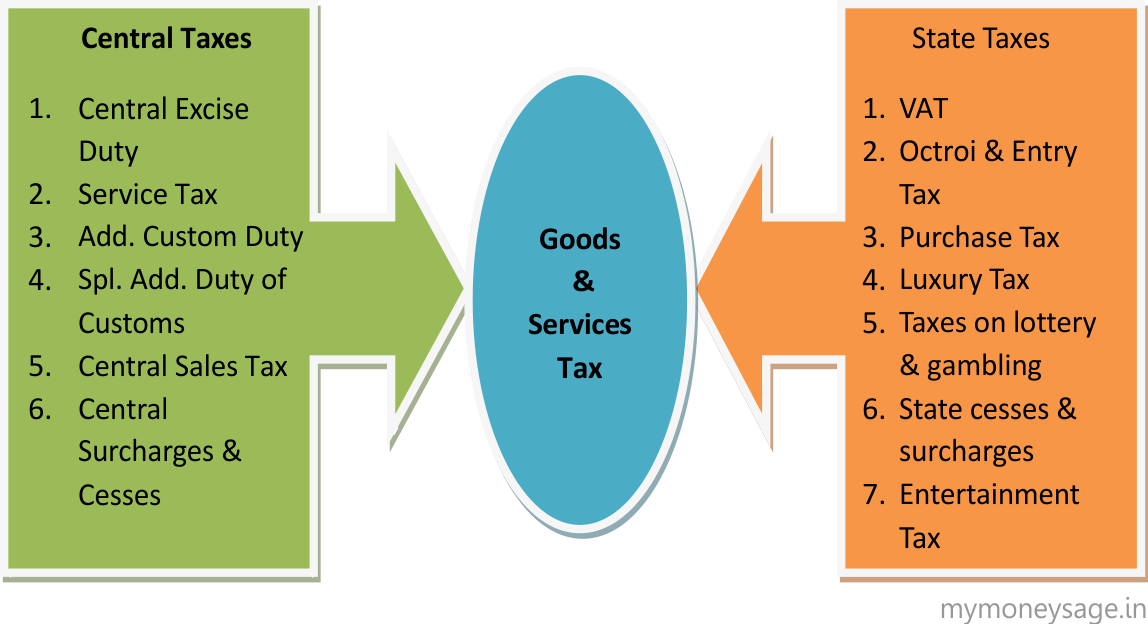 Central Taxes
1. Central Excise
Duty
2. Service Tax
3. Add. Custom Duty
4. Spl. Add. Duty of
Customs
5. Central Sales Tax
6. Central
Surcharges &
Cesses
Goods
&
Services
Tax
State Taxes
1. VAT
2. Octroi & Entry
Tax
3. Purchase Tax
4. Luxury Tax
5. Taxes on lottery
& gambling
6. State cesses &
surcharges
7. Entertainment
Tax
mymoneysage.in